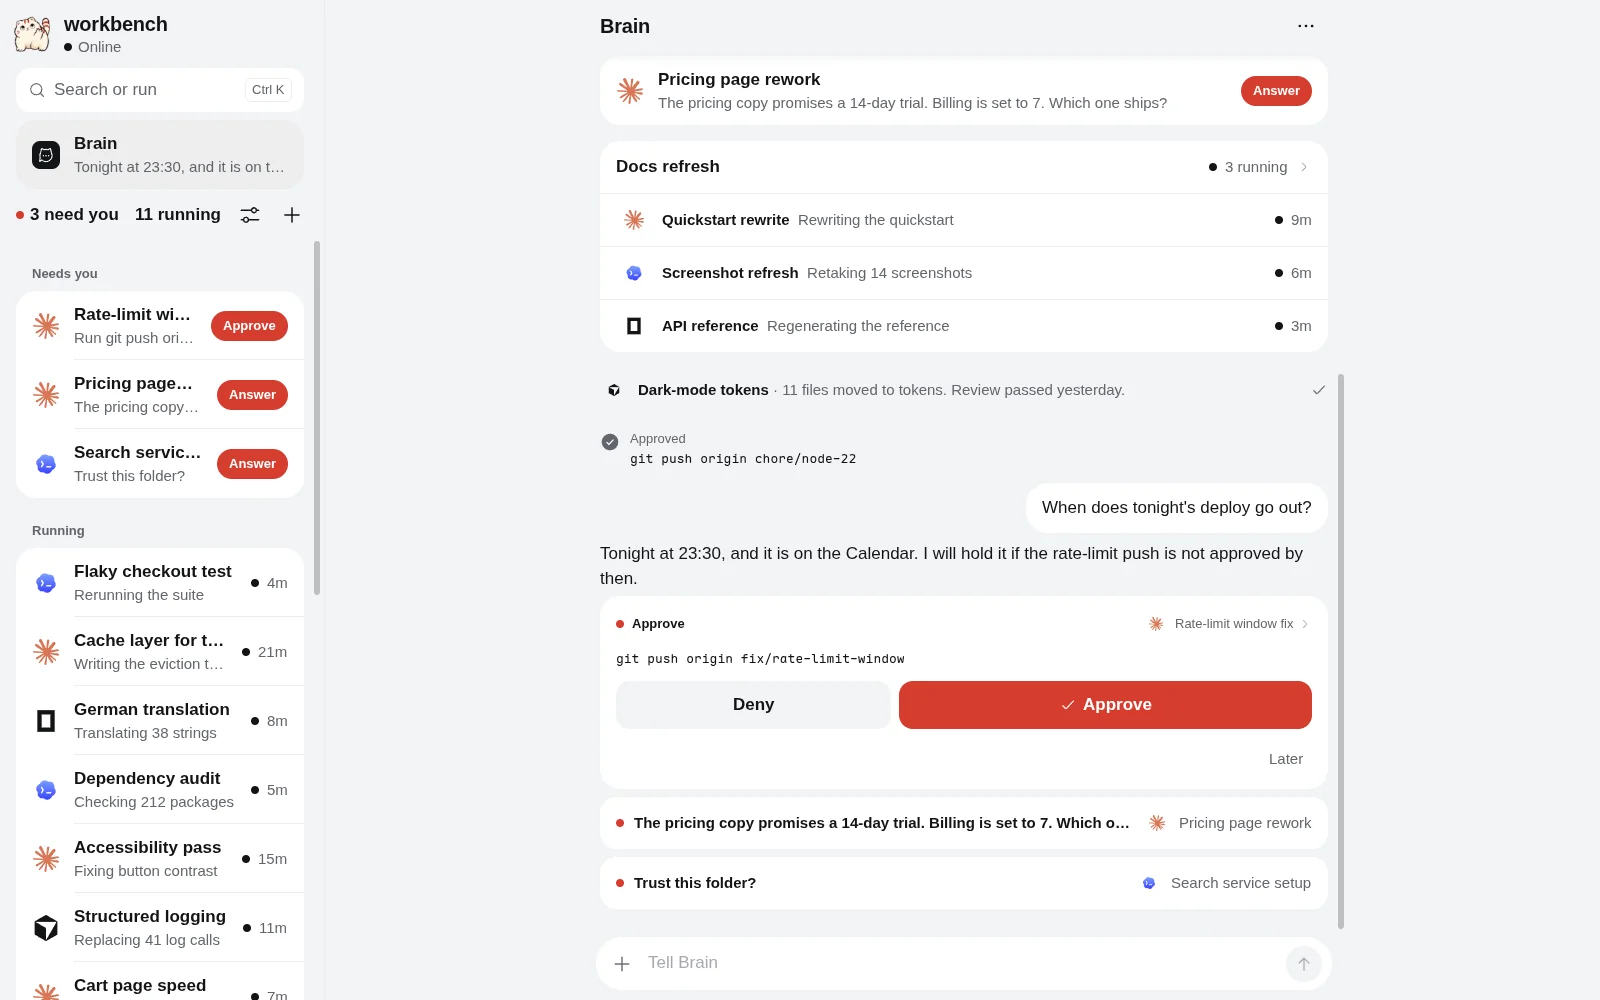 workbench
Online
Search or run
Ctrl K
Brain
Tonight at 23:30, and it is on t…
3 need you
11 running
Needs you
Rate-limit wi…
Run git push ori…
Approve
Pricing page…
The pricing copy…
Answer
Search servic…
Trust this folder?
Answer
Running
Flaky checkout test
Rerunning the suite
4m
Cache layer for t…
Writing the eviction t…
21m
German translation
Translating 38 strings
8m
Dependency audit
Checking 212 packages
5m
Accessibility pass
Fixing button contrast
15m
Structured logging
Replacing 41 log calls
11m
Cart page speed
7m
Brain
Pricing page rework
The pricing copy promises a 14-day trial. Billing is set to 7. Which one ships?
Answer
Docs refresh
3 running
Quickstart rewrite Rewriting the quickstart
9m
Screenshot refresh Retaking 14 screenshots
6m
API reference Regenerating the reference
3m
Dark-mode tokens · 11 files moved to tokens. Review passed yesterday.
Approved
git push origin chore/node-22
When does tonight's deploy go out?
Tonight at 23:30, and it is on the Calendar. I will hold it if the rate-limit push is not approved by
then.
Approve
Rate-limit window fix
git push origin fix/rate-limit-window
Deny
Approve
Later
The pricing copy promises a 14-day trial. Billing is set to 7. Which o…
Pricing page rework
Trust this folder?
Search service setup
Tell Brain